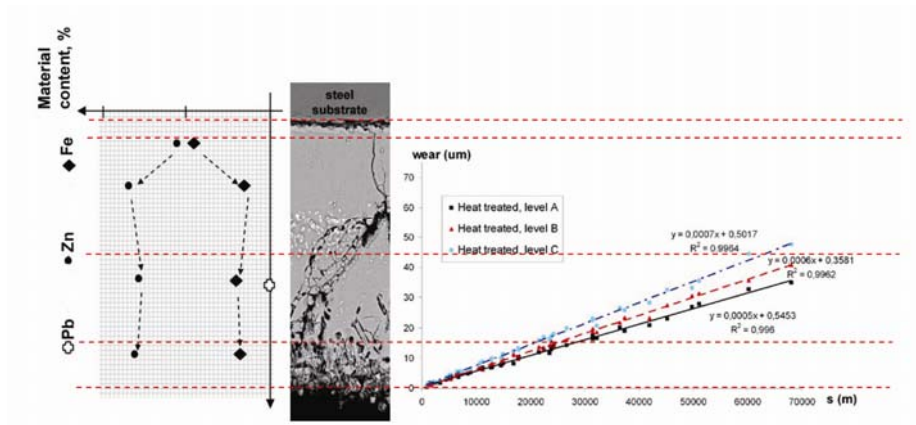 Material
content, %
Fe
Zn
Pb
steel
substrate
wear (um)
70
60
50
40
30
20
10
0
Heat treated, level A
Heat treated, level B
Heat treated, level C
y = 0,0007x + 0,5017
R² = 0,9964
y = 0,0006x + 0,3581
R² = 0,9962
y = 0,0005x + 0,5453
R² = 0,996
0 10000 20000 30000 40000 50000 60000 s (m) 70000